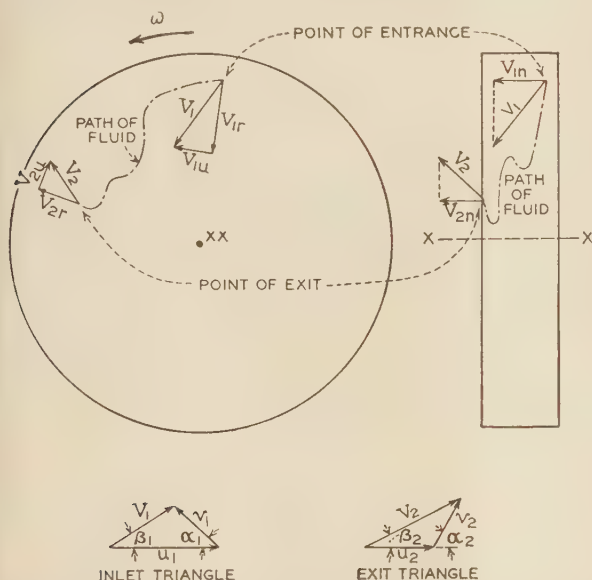 ω
POINT OF ENTRANCE
V₁
V₁r
V₁u
PATH OF
FLUID
V₂u
V₂
V₂r
XX
POINT OF EXIT
V₁n
V₁
V₂
V₂n
PATH
OF
FLUID
X
X
V₁
v₁
β₁
α₁
u₁
INLET TRIANGLE
V₂
v₂
β₂
α₂
u₂
EXIT TRIANGLE